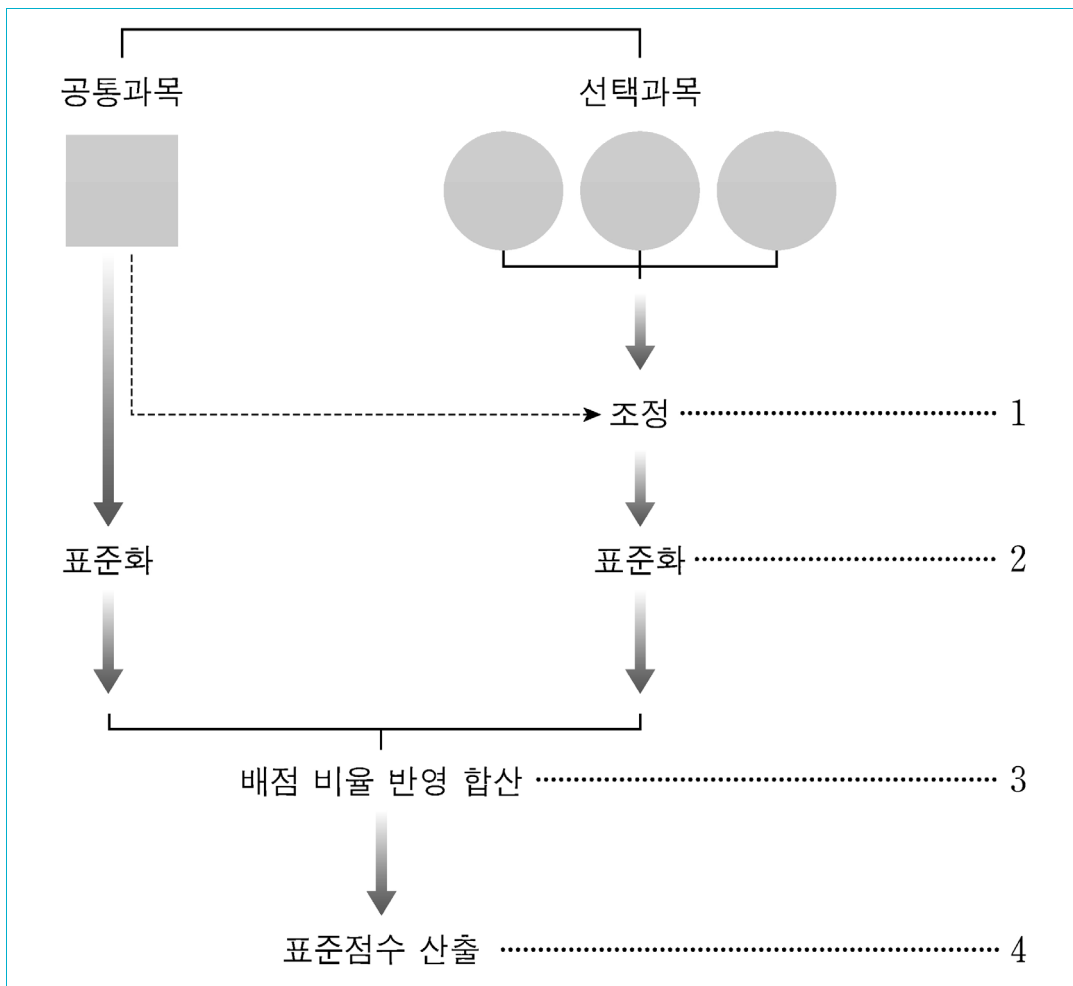 공통과목 선택과목
조정 1
표준화 표준화 2
배점 비율 반영 합산 3
표준점수 산출 4